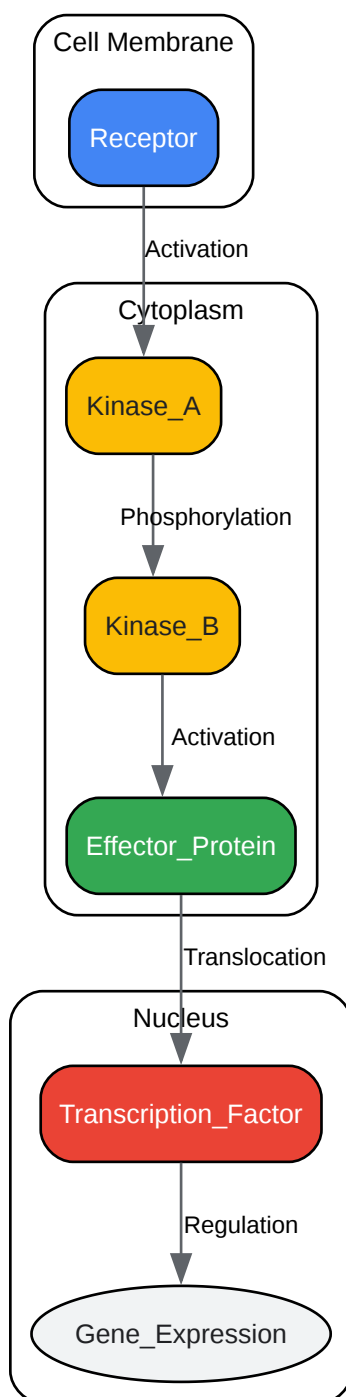 Cell Membrane
Receptor
Activation
Cytoplasm
Kinase_A
Phosphorylation
Kinase_B
Activation
Effector_Protein
Translocation
Nucleus
Transcription_Factor
Regulation
Gene_Expression